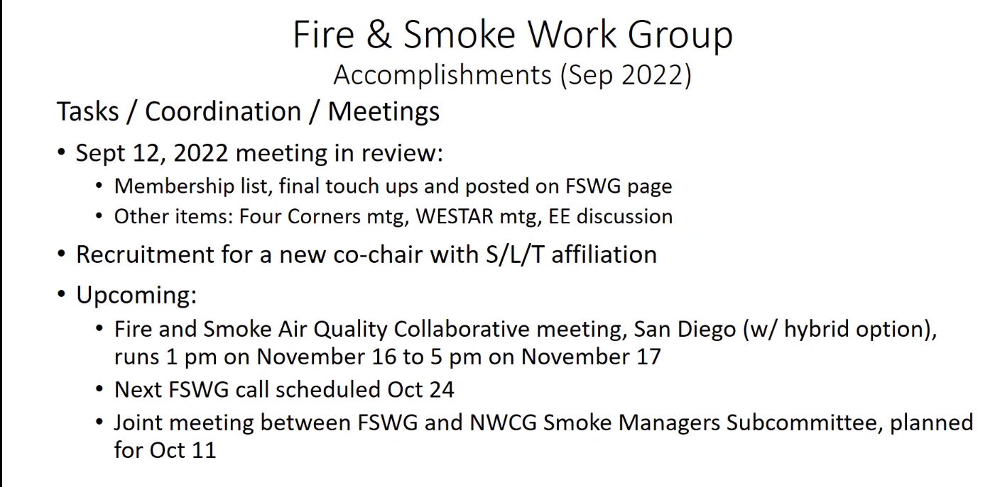 Fire & Smoke Work Group
Accomplishments (Sep 2022)
Tasks / Coordination / Meetings
• Sept 12, 2022 meeting in review:
• Membership list, final touch ups and posted on FSWG page
• Other items: Four Corners mtg, WESTAR mtg, EE discussion
• Recruitment for a new co-chair with S/L/T affiliation
• Upcoming:
• Fire and Smoke Air Quality Collaborative meeting, San Diego (w/ hybrid option),
runs 1 pm on November 16 to 5 pm on November 17
• Next FSWG call scheduled Oct 24
• Joint meeting between FSWG and NWCG Smoke Managers Subcommittee, planned
for Oct 11